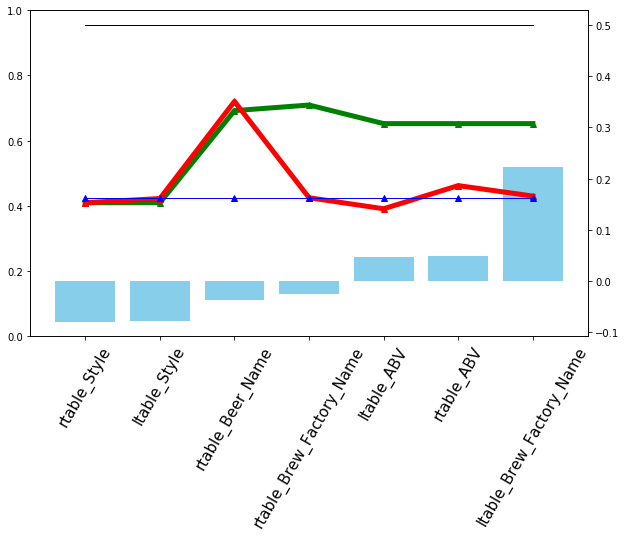 1.0
0.8
0.6
0.4
0.2
0.0
0.5
0.4
0.3
0.2
0.1
0.0
−0.1
rtable_Style
ltable_Style
rtable_Beer_Name
rtable_Brew_Factory_Name
ltable_ABV
rtable_ABV
ltable_Brew_Factory_Name